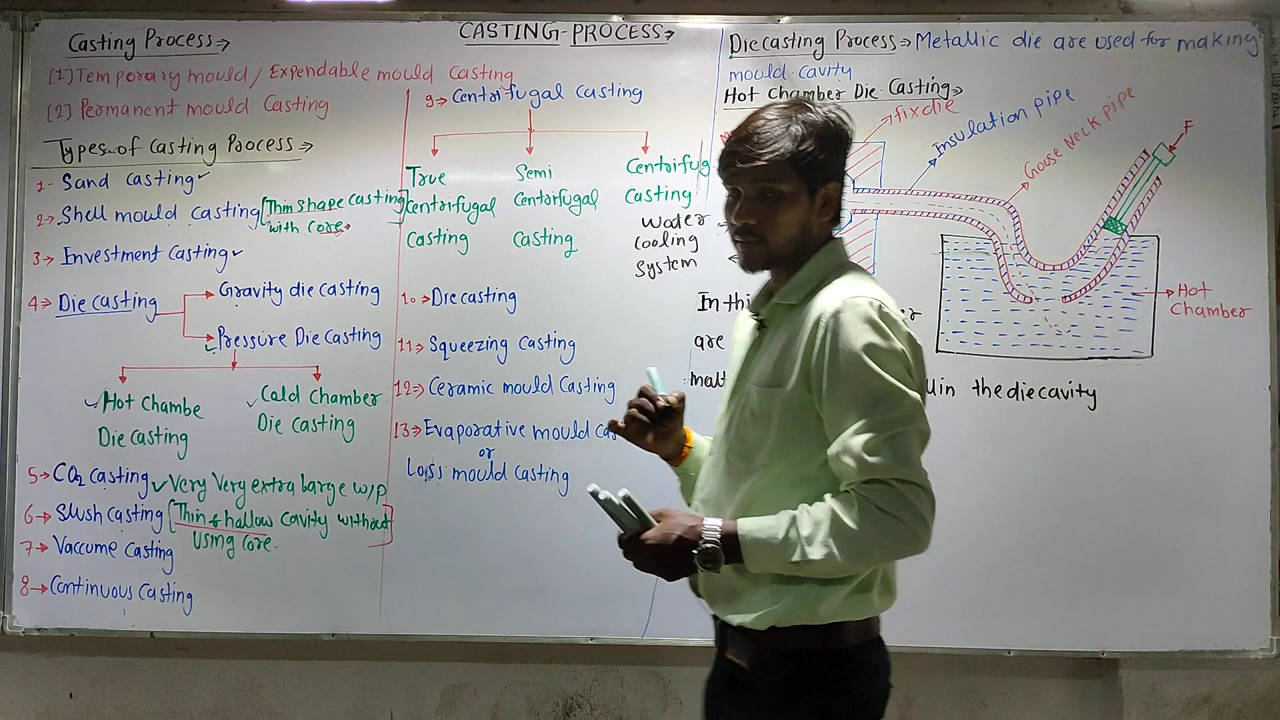 CASTING-PROCESS→
Casting Process→
[1] Temporary mould/Expendable mould Casting
[2] Permanent mould Casting
Types of Casting Process→
1- Sand casting✓
2→ Shell mould casting [Thin shape casting
with core→]
3→ Investment Casting✓
4→ Die casting
Gravity die casting
Pressure Die Casting
✓Hot Chambe
Die casting
✓Cold chamber
Die casting
5→ CO2 casting✓Very Very extra large w/p
6→ Slush casting [Thin & hallow cavity without
using core.]
7→ Vaccume casting
8→ Continuous casting
9→ Centrifugal casting
True
Centrifugal
Casting
Semi
Centrifugal
Casting
Centrifug
Casting
10→ Die casting
11→ Squeezing casting
12→ Ceramic mould Casting
13→ Evaporative mould
or
Loss mould casting
Diecasting Process→ Metallic die are used for making
mould cavity
Hot Chamber Die Casting→
fix die
Insulation pipe
Goose Neck pipe
F
Water
Cooling
System
Hot
Chamber
In thi
are
melt
in the die cavity